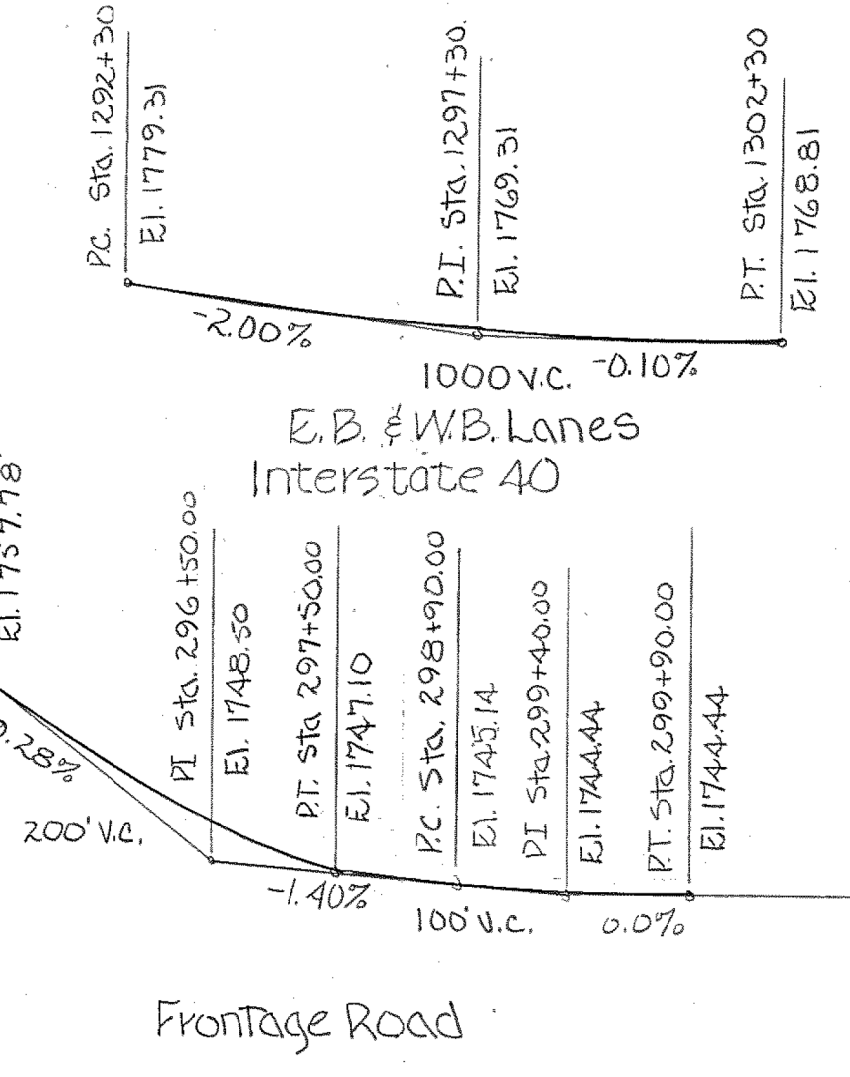 P.C. Sta. 1292+30
El. 1779.31
P.I. Sta. 1297+30.
El. 1769.31
P.T. Sta. 1302+30
El. 1768.81
-2.00%
1000 V.C.
-0.10%
E.B. & W.B. Lanes
Interstate 40
PI Sta. 296+50.00
El. 1748.50
P.T. Sta 297+50.00
El. 1747.10
P.C. Sta. 298+90.00
El. 1745.14
PI Sta. 299+40.00
El. 1744.44
P.T. Sta. 299+90.00
El. 1744.44
.28%
200' V.C.
-1.40%
100' V.C.
0.0%
Frontage Road